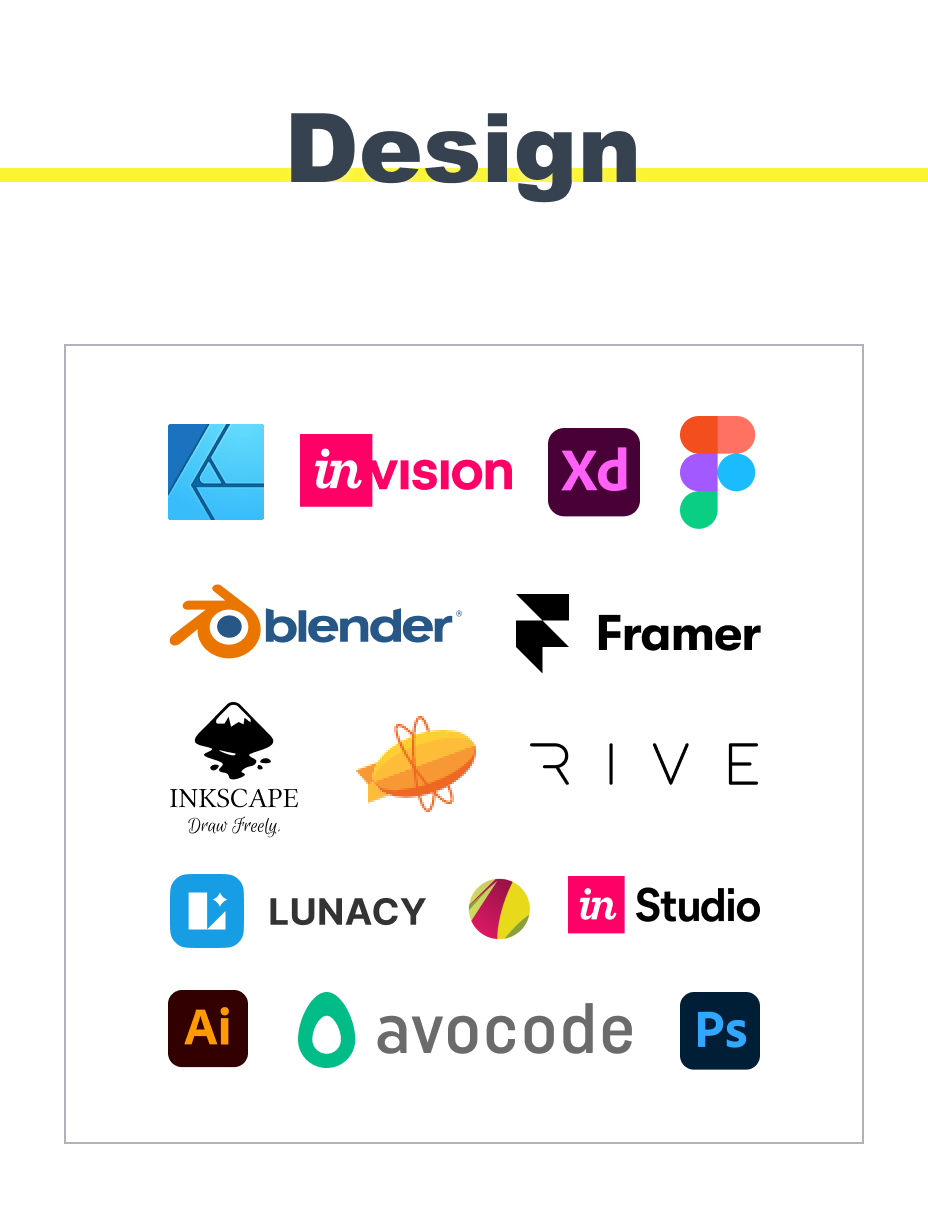 Design
invision
Xd
blender®
Framer
INKSCAPE
Draw Freely.
RIVE
LUNACY
in Studio
Ai
avocode
Ps